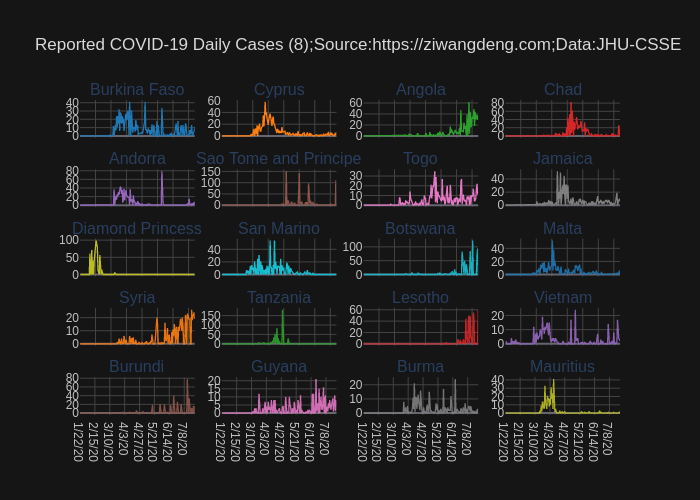 Reported COVID-19 Daily Cases (8);Source:https://ziwangdeng.com;Data:JHU-CSSE
Burkina Faso Cyprus Angola Chad
40 30 20 10 0
60 40 20 0
60 50 40 30 20 10 0
80 60 40 20 0
Andorra Sao Tome and Principe Togo Jamaica
80 60 40 20 0
150 100 50 0
30 20 10 0
40 20 0
Diamond Princess San Marino Botswana Malta
100 50 0
40 20 0
100 50 0
40 20 0
Syria Tanzania Lesotho Vietnam
20 10 0
150 100 50 0
60 40 20 0
20 10 0
Burundi Guyana Burma Mauritius
80 60 40 20 0
20 15 10 5 0
20 10 0
40 30 20 10 0
1/22/20 2/15/20 3/10/20 4/3/20 4/27/20 5/21/20 6/14/20 7/8/20
1/22/20 2/15/20 3/10/20 4/3/20 4/27/20 5/21/20 6/14/20 7/8/20
1/22/20 2/15/20 3/10/20 4/3/20 4/27/20 5/21/20 6/14/20 7/8/20
1/22/20 2/15/20 3/10/20 4/3/20 4/27/20 5/21/20 6/14/20 7/8/20